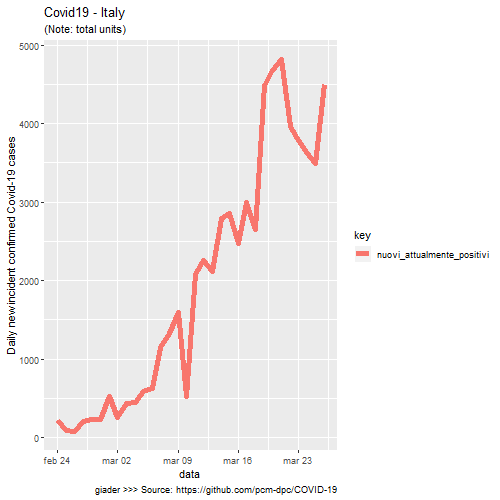 Covid19 - Italy
(Note: total units)
Daily new/incident confirmed Covid-19 cases
5000
4000
3000
2000
1000
0
feb 24
mar 02
mar 09
mar 16
mar 23
data
key
nuovi_attualmente_positivi
giader >>> Source: https://github.com/pcm-dpc/COVID-19